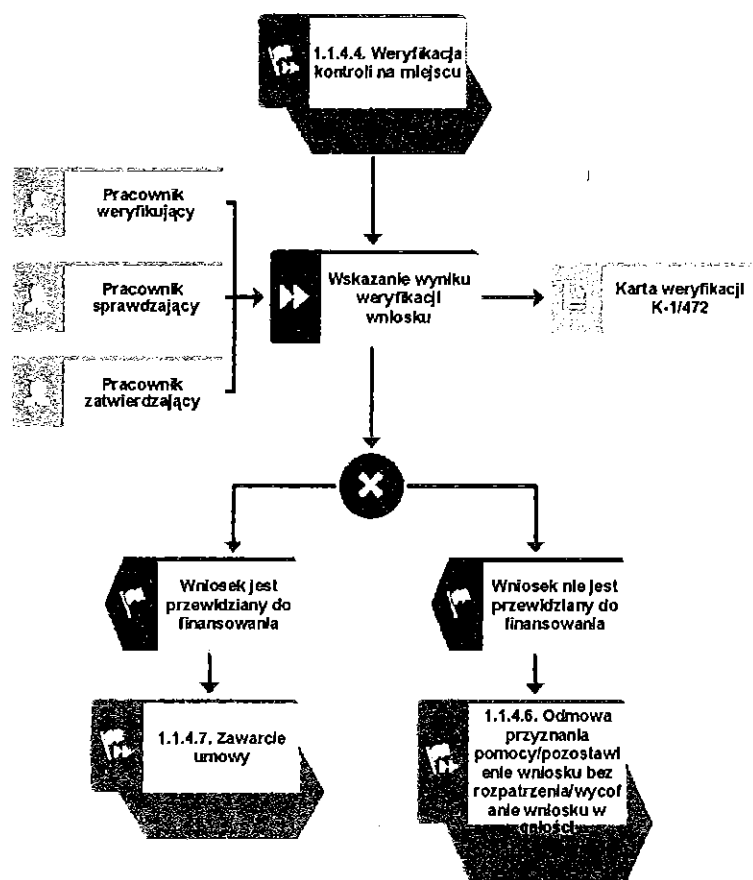 1.1.4.4. Weryfikacja
kontroli na miejscu
Pracownik
weryfikujący
Pracownik
sprawdzający
Pracownik
zatwierdzający
Wskazanie wyniku
weryfikacji
wniosku
Karta weryfikacji
K-1/472
Wniosek jest
przewidziany do
finansowania
Wniosek nie jest
przewidziany do
finansowania
1.1.4.7. Zawarcie
umowy
1.1.4.6. Odmowa
przyznania
pomocy/pozostawi
enie wniosku bez
rozpatrzenia/wycof
anie wniosku w
całości